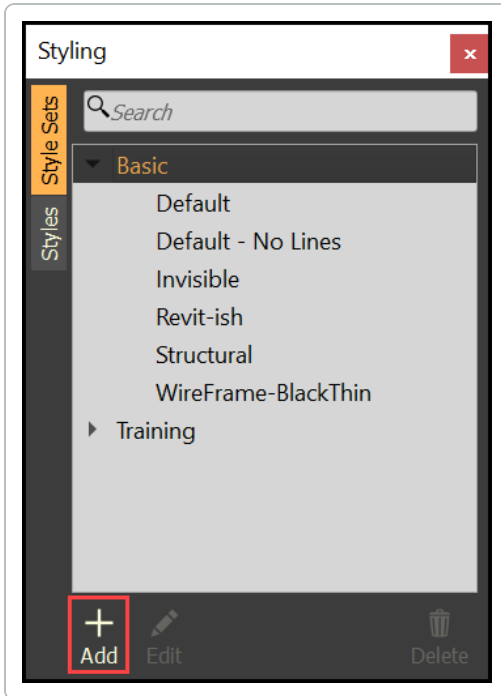 Styling
x
Style Sets
Styles
Search
Basic
Default
Default - No Lines
Invisible
Revit-ish
Structural
WireFrame-BlackThin
Training
Add
Edit
Delete